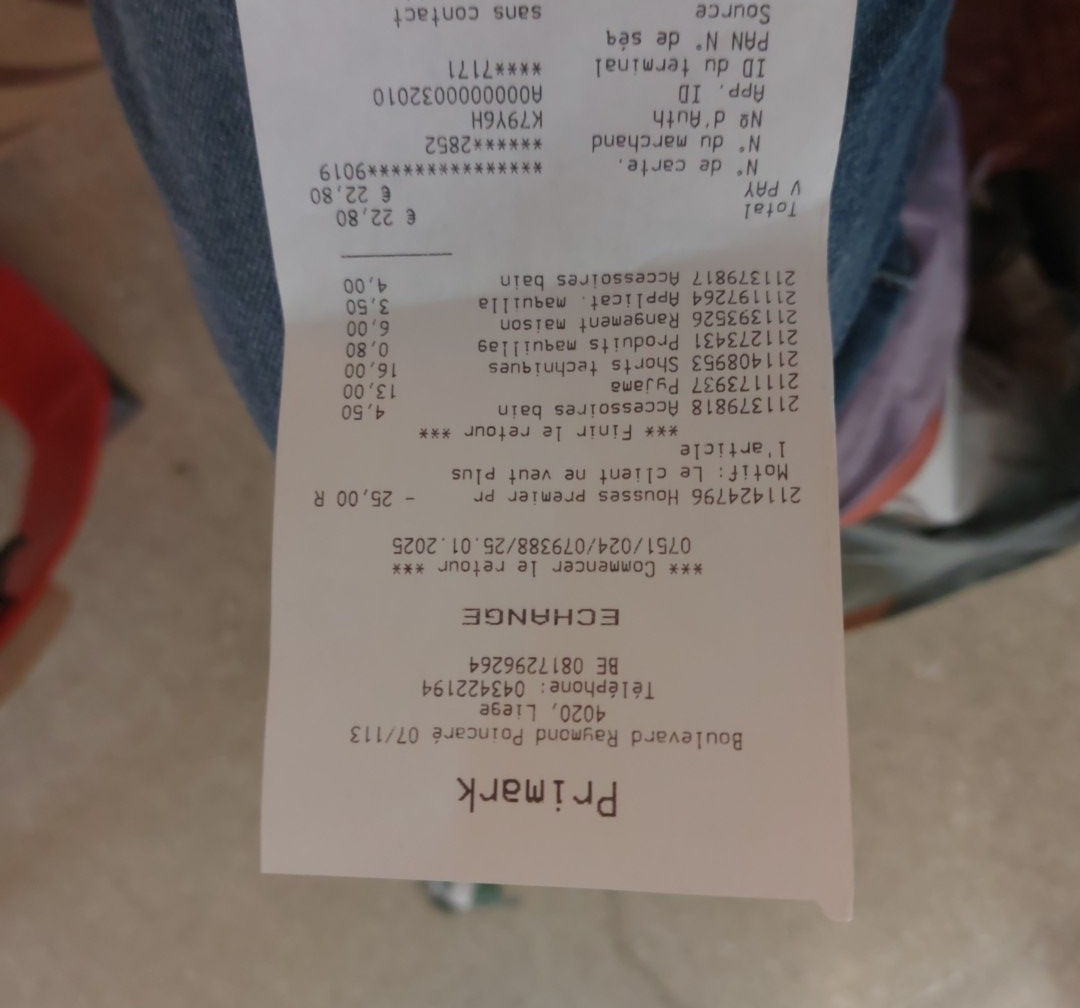 Primark
Boulevard Raymond Poincaré 07/113
4020, Liege
Téléphone: 043422194
BE 0817296264
ECHANGE
*** Commencer le retour ***
0751/024/079388/25.01.2025
211424796 Housses premier pr - 25,00 R
Motif: Le client ne veut plus
l'article
*** Finir le retour ***
211379818 Accessoires bain 4,50
211173937 Pyjama 13,00
211408953 Shorts techniques 16,00
211273431 Produits maquillag 0,80
211393526 Rangement maison 6,00
211197264 Applicat. maquilla 3,50
211379817 Accessoires bain 4,00
Total € 22,80
V PAY € 22,80
N° de carte. ****************9019
N° du marchand ******2852
Nº d'Auth K79Y6H
App. ID A0000000032010
ID du terminal ****7171
PAN N° de séq
Source sans contact